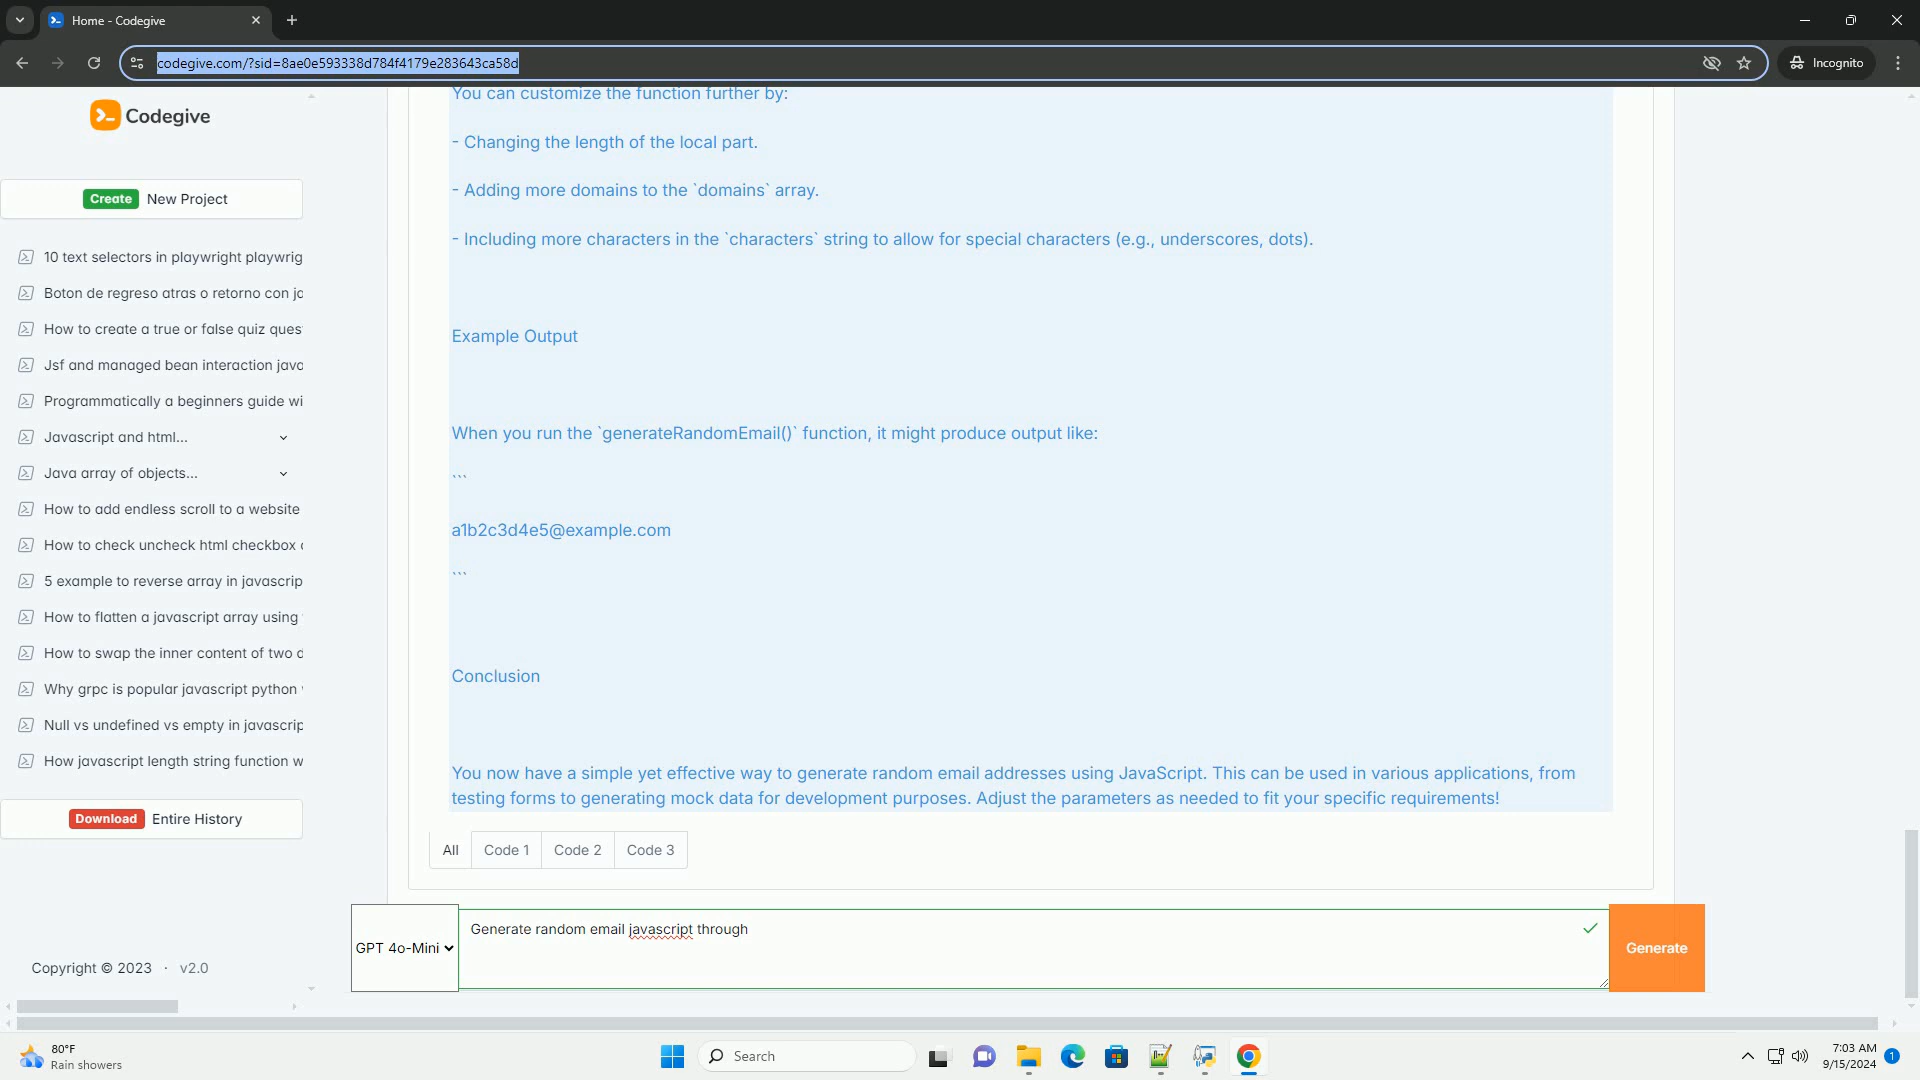 Home - Codegive
codegive.com/?sid=8ae0e593338d784f4179e283643ca58d
Incognito
Codegive
Create New Project
10 text selectors in playwright playwrig
Boton de regreso atras o retorno con ja
How to create a true or false quiz ques
Jsf and managed bean interaction java
Programmatically a beginners guide wi
Javascript and html...
Java array of objects...
How to add endless scroll to a website
How to check uncheck html checkbox
5 example to reverse array in javascrip
How to flatten a javascript array using
How to swap the inner content of two d
Why grpc is popular javascript python
Null vs undefined vs empty in javascrip
How javascript length string function w
Download Entire History
Copyright © 2023 · v2.0
You can customize the function further by:
- Changing the length of the local part.
- Adding more domains to the `domains` array.
- Including more characters in the `characters` string to allow for special characters (e.g., underscores, dots).
Example Output
When you run the `generateRandomEmail()` function, it might produce output like:
```
a1b2c3d4e5@example.com
```
Conclusion
You now have a simple yet effective way to generate random email addresses using JavaScript. This can be used in various applications, from
testing forms to generating mock data for development purposes. Adjust the parameters as needed to fit your specific requirements!
All Code 1 Code 2 Code 3
GPT 4o-Mini
Generate random email javascript through
Generate
80°F
Rain showers
Search
7:03 AM
9/15/2024
1